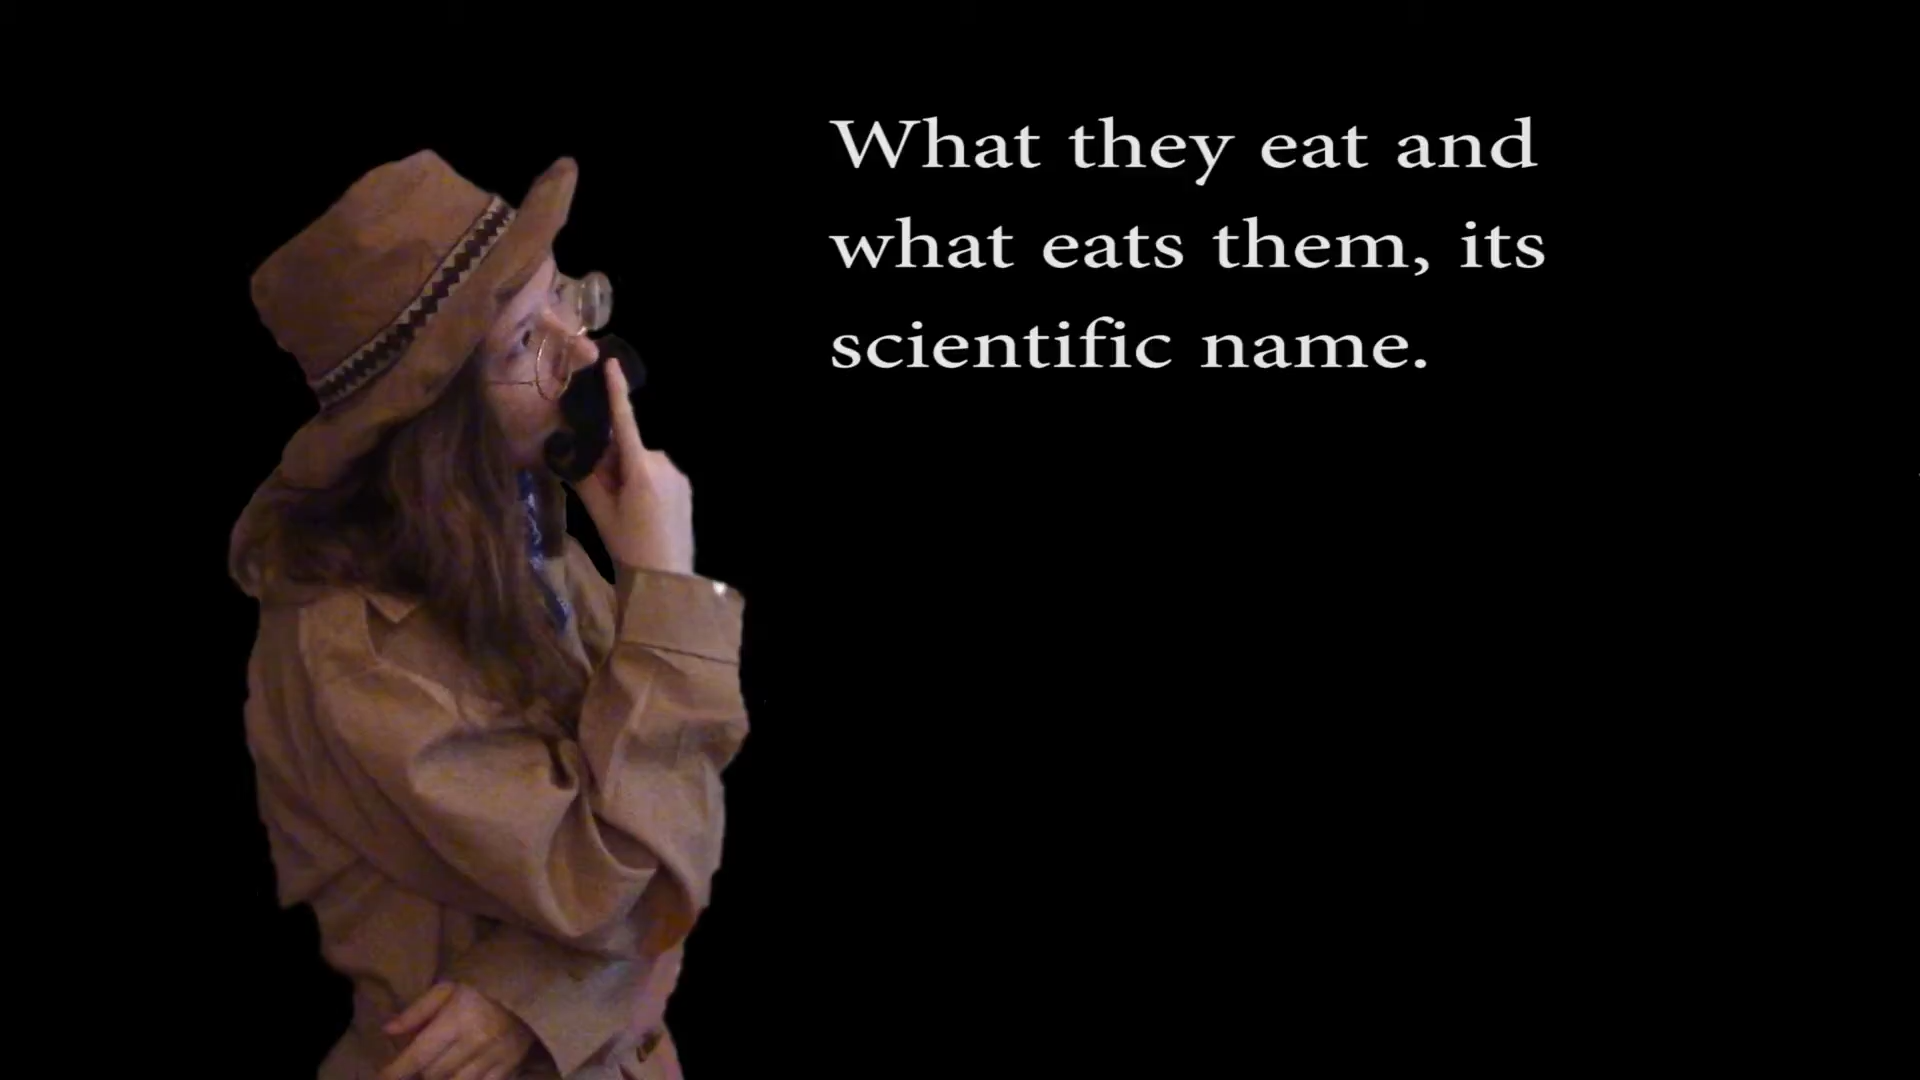 What they eat and
what eats them, its
scientific name.